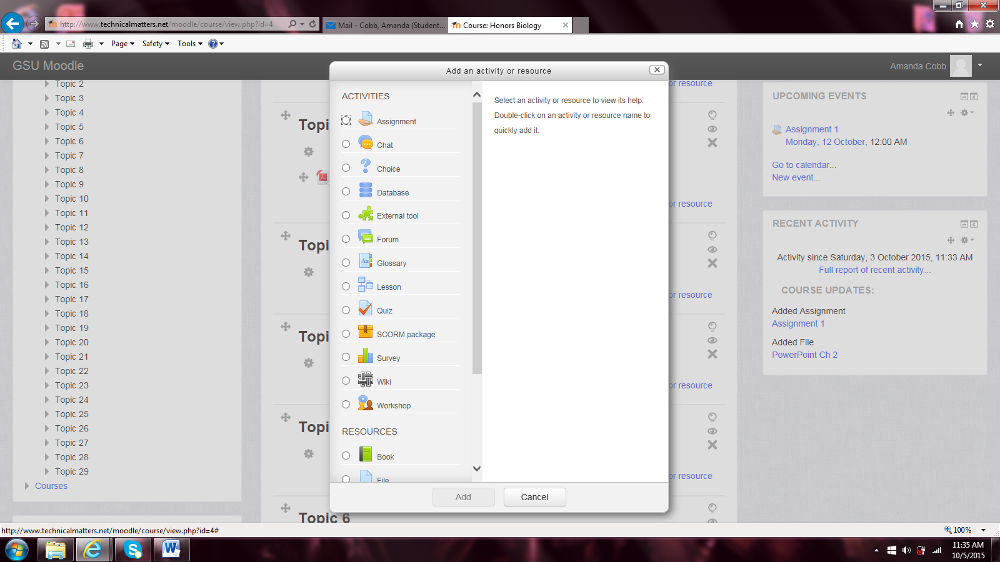 http://www.technicalmatters.net/moodle/course/view.php?id=4
Mail - Cobb, Amanda (Student...
Course: Honors Biology
Page
Safety
Tools
GSU Moodle
Amanda Cobb
Topic 2
Topic 3
Topic 4
Topic 5
Topic 6
Topic 7
Topic 8
Topic 9
Topic 10
Topic 11
Topic 12
Topic 13
Topic 14
Topic 15
Topic 16
Topic 17
Topic 18
Topic 19
Topic 20
Topic 21
Topic 22
Topic 23
Topic 24
Topic 25
Topic 26
Topic 27
Topic 28
Topic 29
Courses
Topi
Topi
Topi
Topi
Topic 6
or resource
or resource
or resource
or resource
or resource
Add an activity or resource
ACTIVITIES
Assignment
Chat
Choice
Database
External tool
Forum
Glossary
Lesson
Quiz
SCORM package
Survey
Wiki
Workshop
RESOURCES
Book
File
Select an activity or resource to view its help.
Double-click on an activity or resource name to
quickly add it.
Add
Cancel
UPCOMING EVENTS
Assignment 1
Monday, 12 October, 12:00 AM
Go to calendar...
New event...
RECENT ACTIVITY
Activity since Saturday, 3 October 2015, 11:33 AM
Full report of recent activity...
COURSE UPDATES:
Added Assignment
Assignment 1
Added File
PowerPoint Ch 2
http://www.technicalmatters.net/moodle/course/view.php?id=4#
100%
11:35 AM
10/5/2015